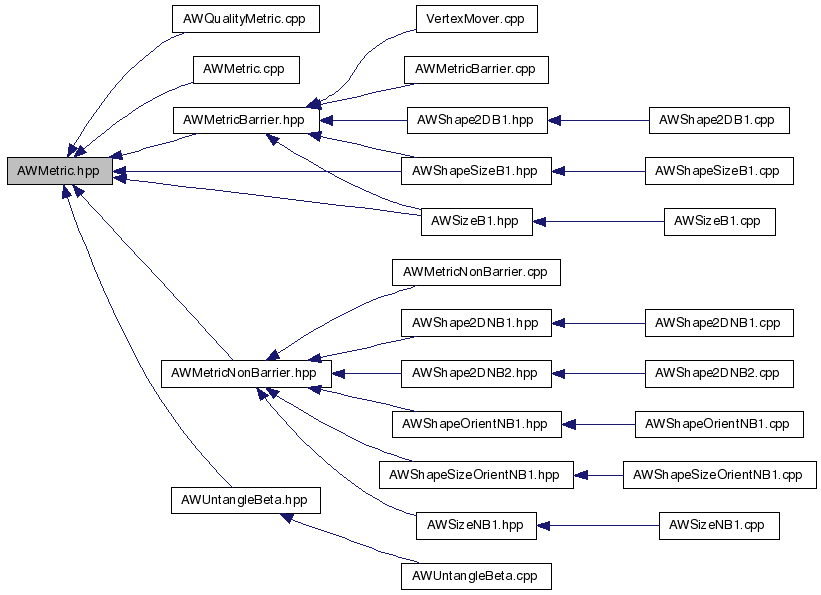 AWQualityMetric.cpp
VertexMover.cpp
AWMetric.cpp
AWMetricBarrier.cpp
AWMetricBarrier.hpp
AWShape2DB1.hpp
AWShape2DB1.cpp
AWMetric.hpp
AWShapeSizeB1.hpp
AWShapeSizeB1.cpp
AWSizeB1.hpp
AWSizeB1.cpp
AWMetricNonBarrier.cpp
AWShape2DNB1.hpp
AWShape2DNB1.cpp
AWMetricNonBarrier.hpp
AWShape2DNB2.hpp
AWShape2DNB2.cpp
AWShapeOrientNB1.hpp
AWShapeOrientNB1.cpp
AWShapeSizeOrientNB1.hpp
AWShapeSizeOrientNB1.cpp
AWUntangleBeta.hpp
AWSizeNB1.hpp
AWSizeNB1.cpp
AWUntangleBeta.cpp